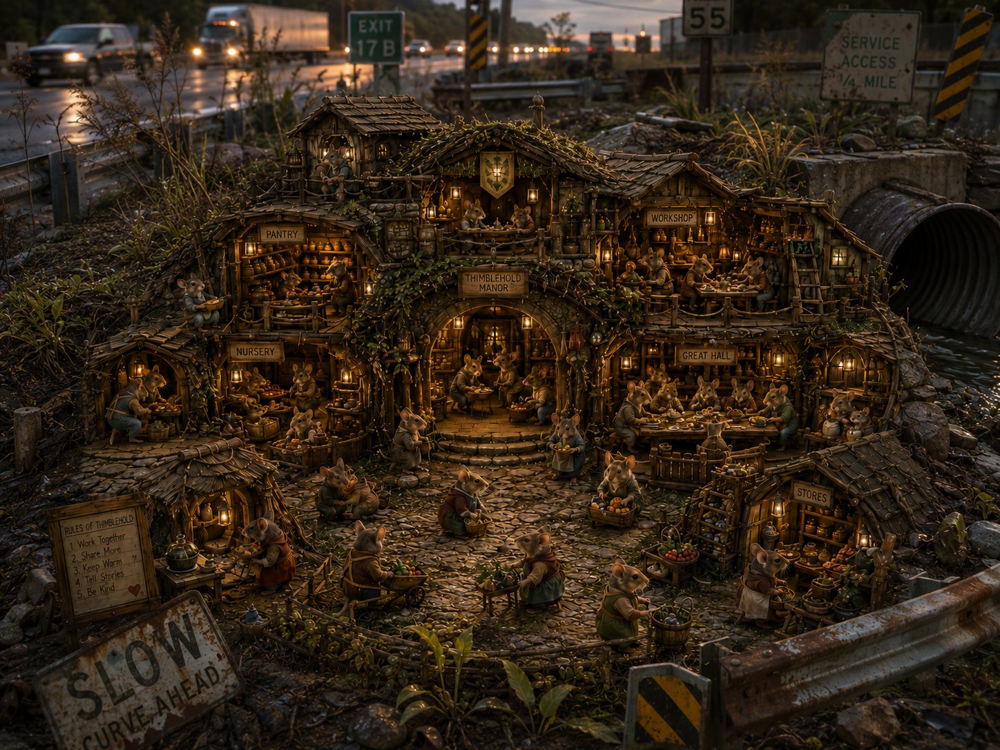 EXIT
17 B
55
SERVICE
ACCESS
1/4 MILE
PANTRY
WORKSHOP
THIMBLEHOLD
MANOR
NURSERY
GREAT HALL
STORES
RULES OF THIMBLEHOLD
1. Work Together
2. Share More
3. Keep Warm
4. Tell Stories
5. Be Kind
SLOW
CURVE AHEAD